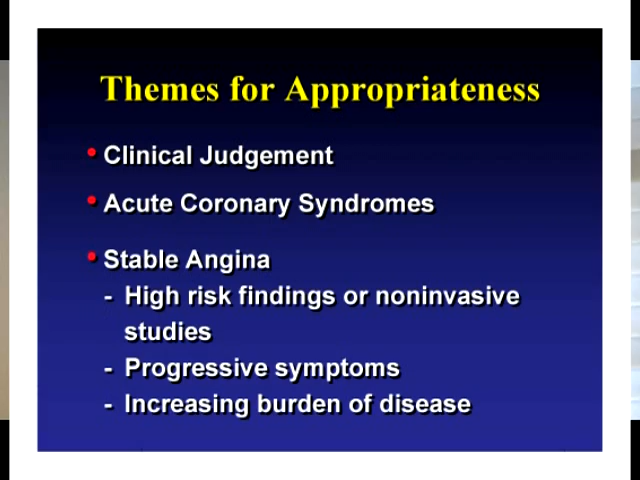 Themes for Appropriateness
• Clinical Judgement
• Acute Coronary Syndromes
• Stable Angina
- High risk findings or noninvasive
studies
- Progressive symptoms
- Increasing burden of disease